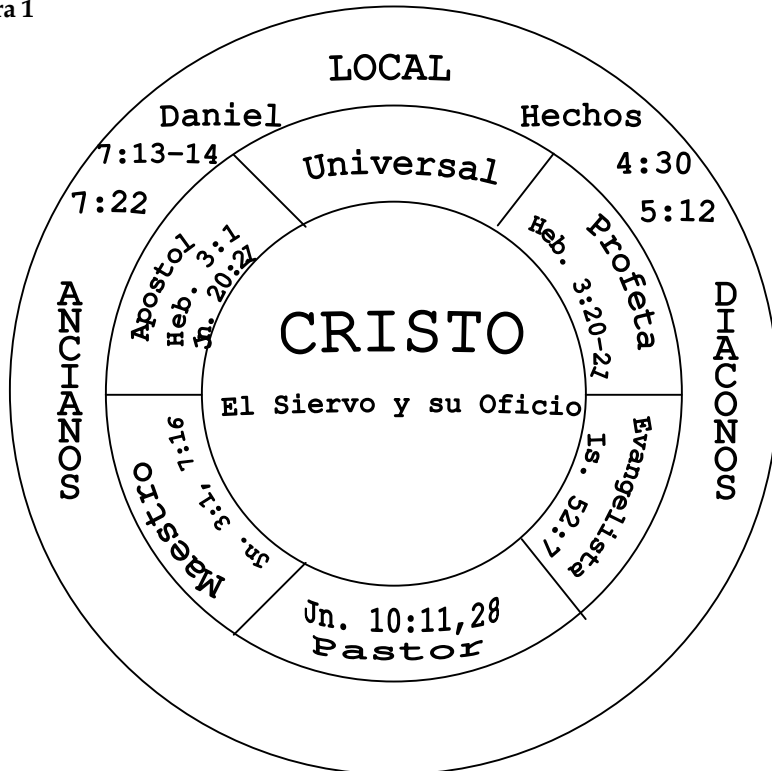 ra 1
LOCAL
Daniel
7:13-14
7:22
Hechos
4:30
5:12
ANCIANOS
DIACONOS
Universal
Apostol
Heb. 3:1
Jn. 20:21
Profeta
Heb. 3:20-21
CRISTO
El Siervo y su Oficio
Maestro
Jn. 3:1, 7:16
Evangelista
Is. 52:7
Jn. 10:11,28
Pastor